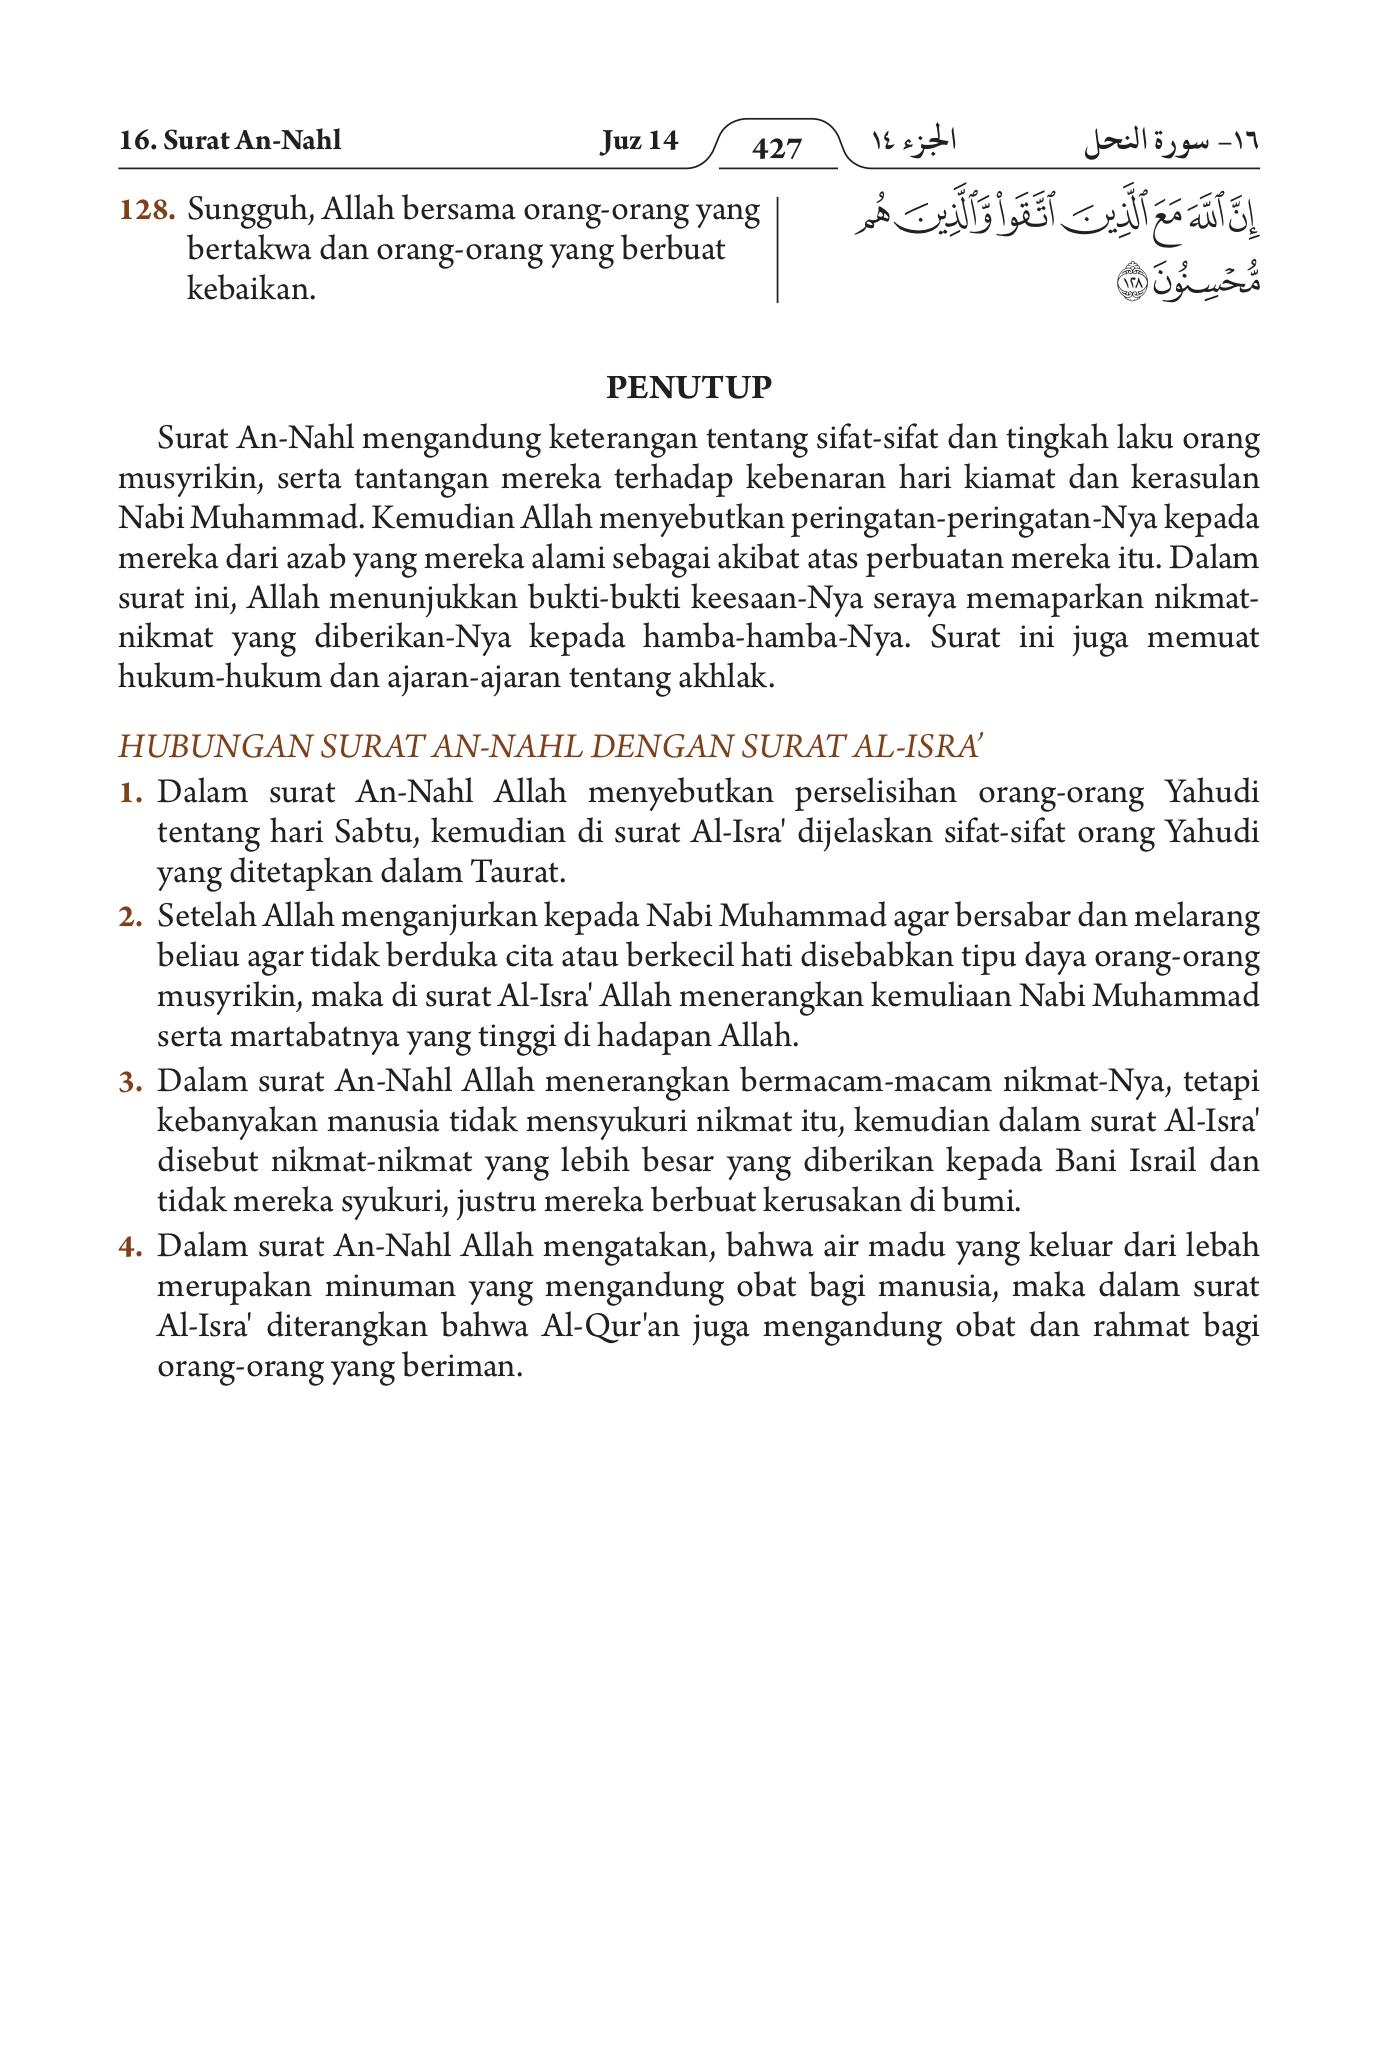 16. Surat An-Nahl Juz 14 427 الجزء ١٤ ١٦- سورة النحل
128. Sungguh, Allah bersama orang-orang yang
bertakwa dan orang-orang yang berbuat
kebaikan.
إِنَّ ٱللَّهَ مَعَ ٱلَّذِينَ ٱتَّقَوا۟ وَّٱلَّذِينَ هُم
مُّحْسِنُونَ ١٢٨
PENUTUP
Surat An-Nahl mengandung keterangan tentang sifat-sifat dan tingkah laku orang
musyrikin, serta tantangan mereka terhadap kebenaran hari kiamat dan kerasulan
Nabi Muhammad. Kemudian Allah menyebutkan peringatan-peringatan-Nya kepada
mereka dari azab yang mereka alami sebagai akibat atas perbuatan mereka itu. Dalam
surat ini, Allah menunjukkan bukti-bukti keesaan-Nya seraya memaparkan nikmat-
nikmat yang diberikan-Nya kepada hamba-hamba-Nya. Surat ini juga memuat
hukum-hukum dan ajaran-ajaran tentang akhlak.
HUBUNGAN SURAT AN-NAHL DENGAN SURAT AL-ISRA’
1. Dalam surat An-Nahl Allah menyebutkan perselisihan orang-orang Yahudi
tentang hari Sabtu, kemudian di surat Al-Isra' dijelaskan sifat-sifat orang Yahudi
yang ditetapkan dalam Taurat.
2. Setelah Allah menganjurkan kepada Nabi Muhammad agar bersabar dan melarang
beliau agar tidak berduka cita atau berkecil hati disebabkan tipu daya orang-orang
musyrikin, maka di surat Al-Isra' Allah menerangkan kemuliaan Nabi Muhammad
serta martabatnya yang tinggi di hadapan Allah.
3. Dalam surat An-Nahl Allah menerangkan bermacam-macam nikmat-Nya, tetapi
kebanyakan manusia tidak mensyukuri nikmat itu, kemudian dalam surat Al-Isra'
disebut nikmat-nikmat yang lebih besar yang diberikan kepada Bani Israil dan
tidak mereka syukuri, justru mereka berbuat kerusakan di bumi.
4. Dalam surat An-Nahl Allah mengatakan, bahwa air madu yang keluar dari lebah
merupakan minuman yang mengandung obat bagi manusia, maka dalam surat
Al-Isra' diterangkan bahwa Al-Qur'an juga mengandung obat dan rahmat bagi
orang-orang yang beriman.